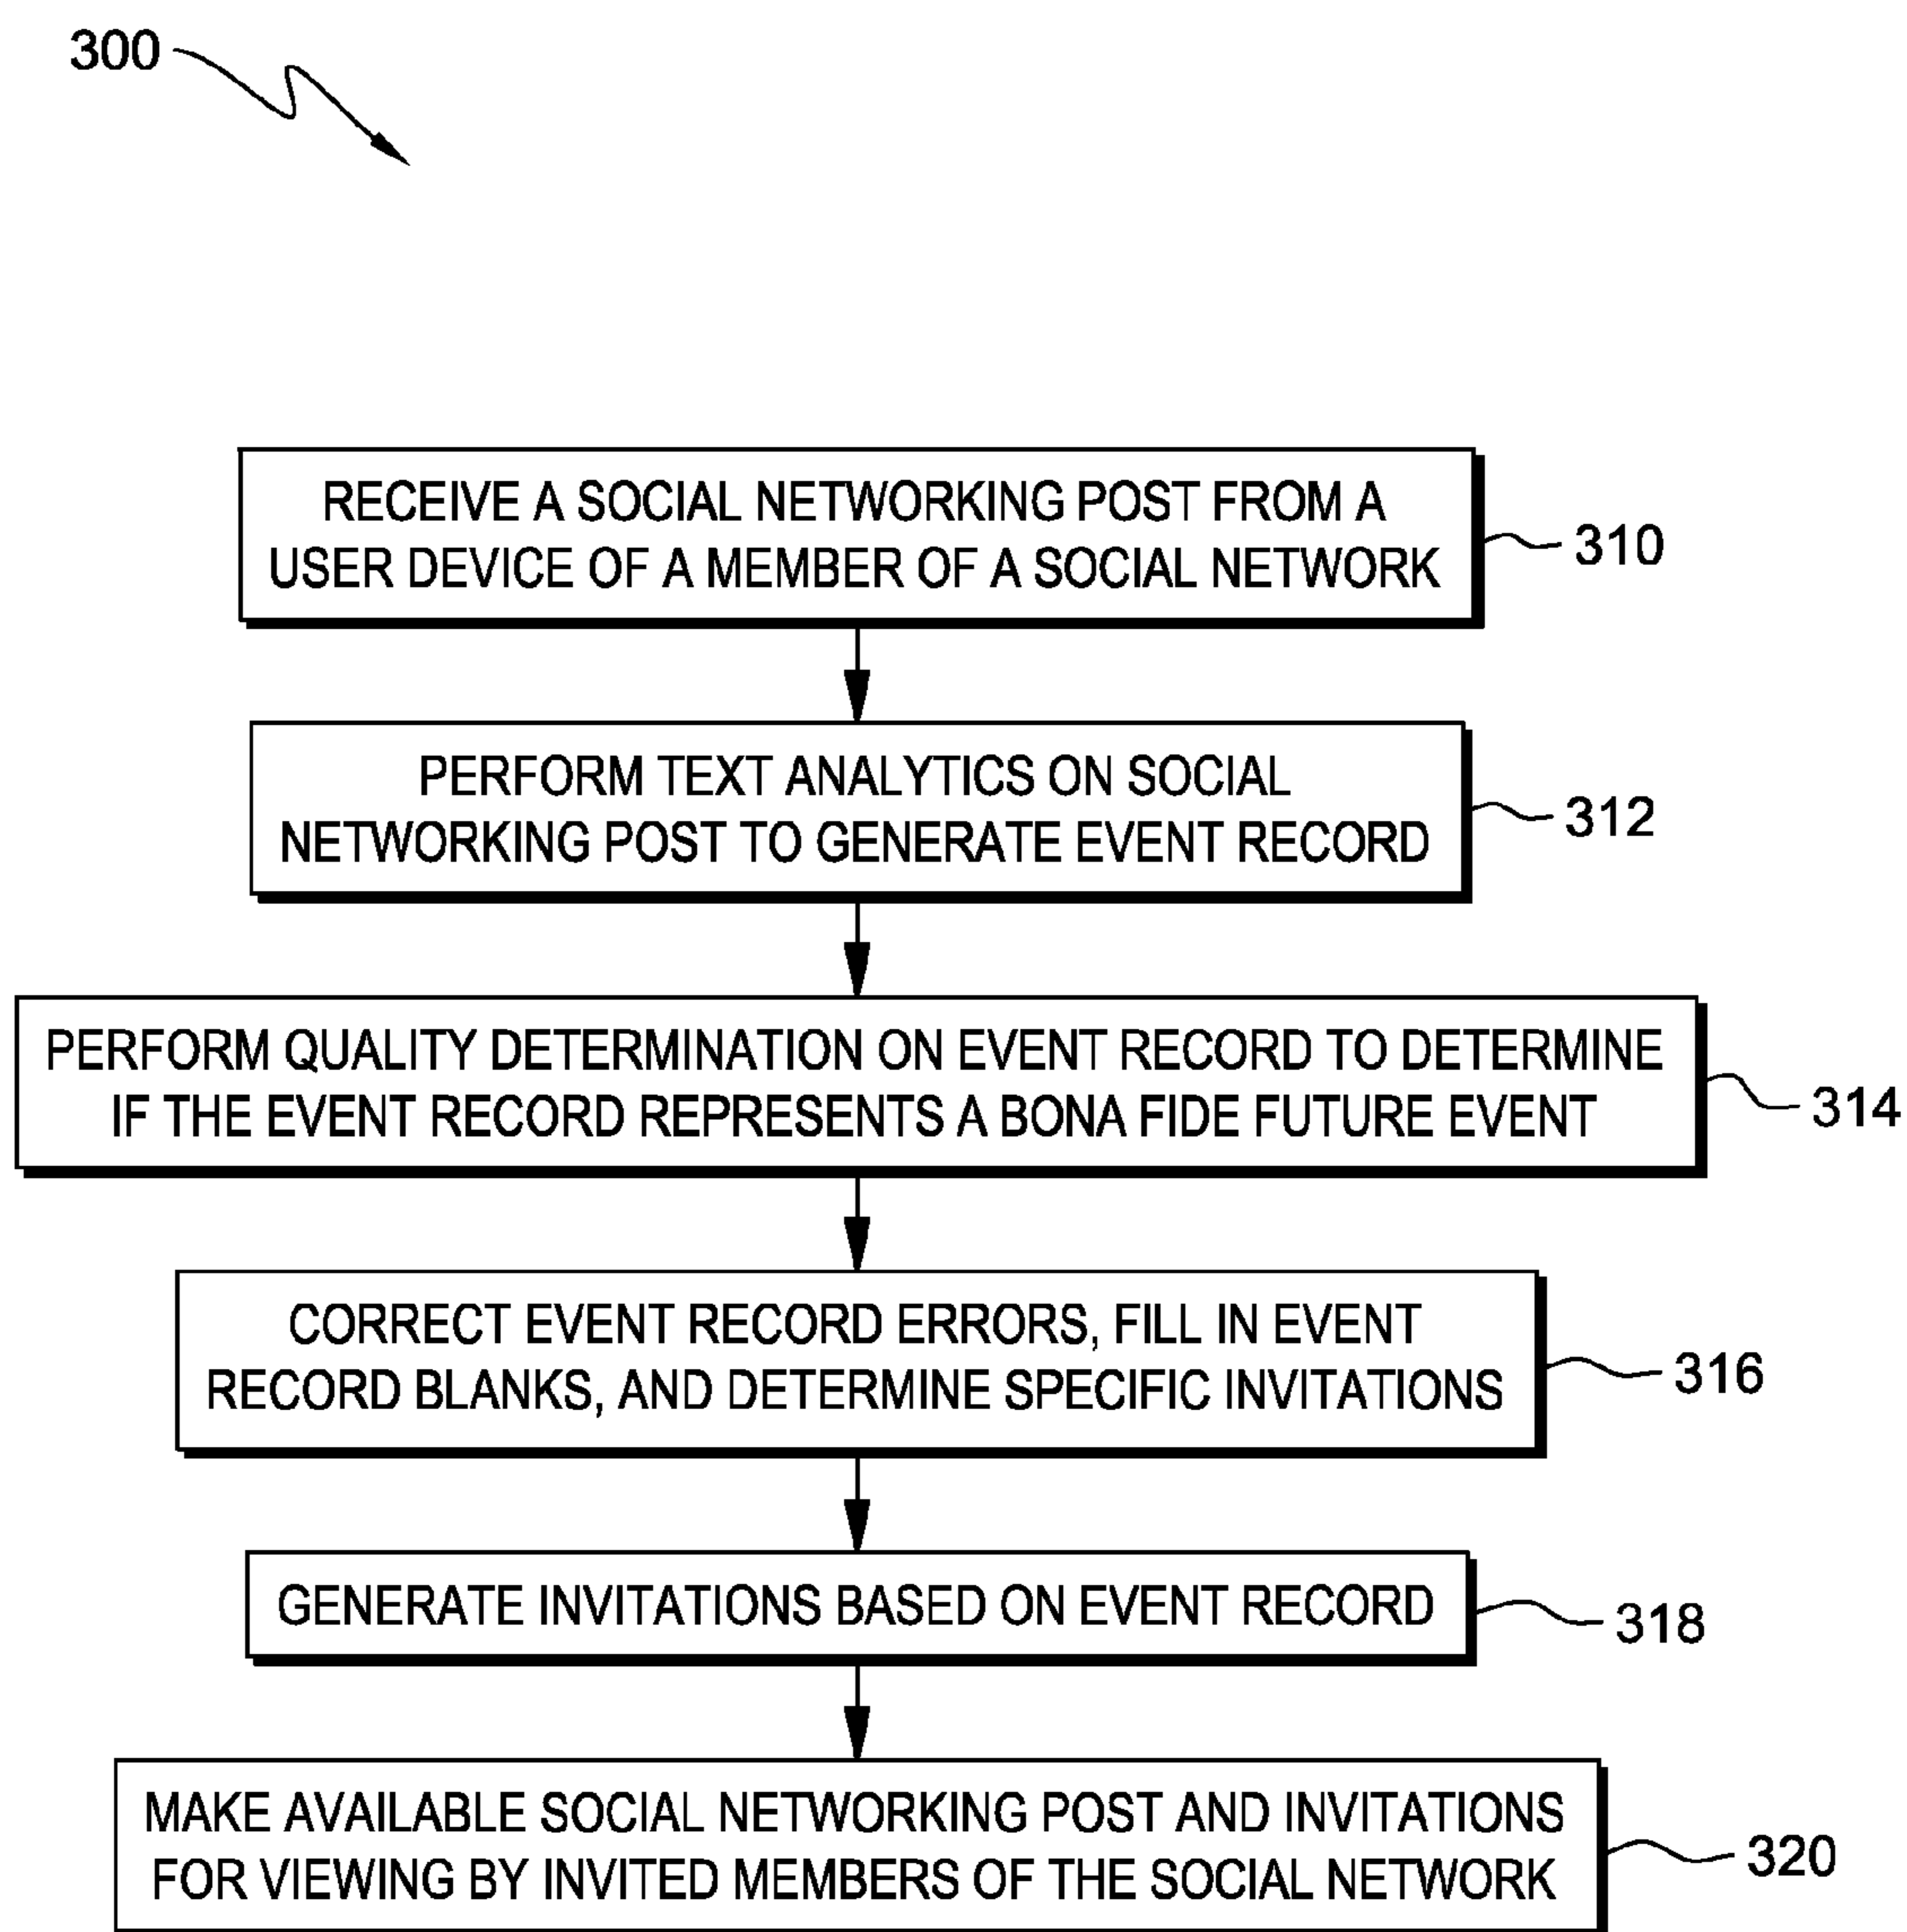 300
RECEIVE A SOCIAL NETWORKING POST FROM A
USER DEVICE OF A MEMBER OF A SOCIAL NETWORK
310
PERFORM TEXT ANALYTICS ON SOCIAL
NETWORKING POST TO GENERATE EVENT RECORD
312
PERFORM QUALITY DETERMINATION ON EVENT RECORD TO DETERMINE
IF THE EVENT RECORD REPRESENTS A BONA FIDE FUTURE EVENT
314
CORRECT EVENT RECORD ERRORS, FILL IN EVENT
RECORD BLANKS, AND DETERMINE SPECIFIC INVITATIONS
316
GENERATE INVITATIONS BASED ON EVENT RECORD
318
MAKE AVAILABLE SOCIAL NETWORKING POST AND INVITATIONS
FOR VIEWING BY INVITED MEMBERS OF THE SOCIAL NETWORK
320